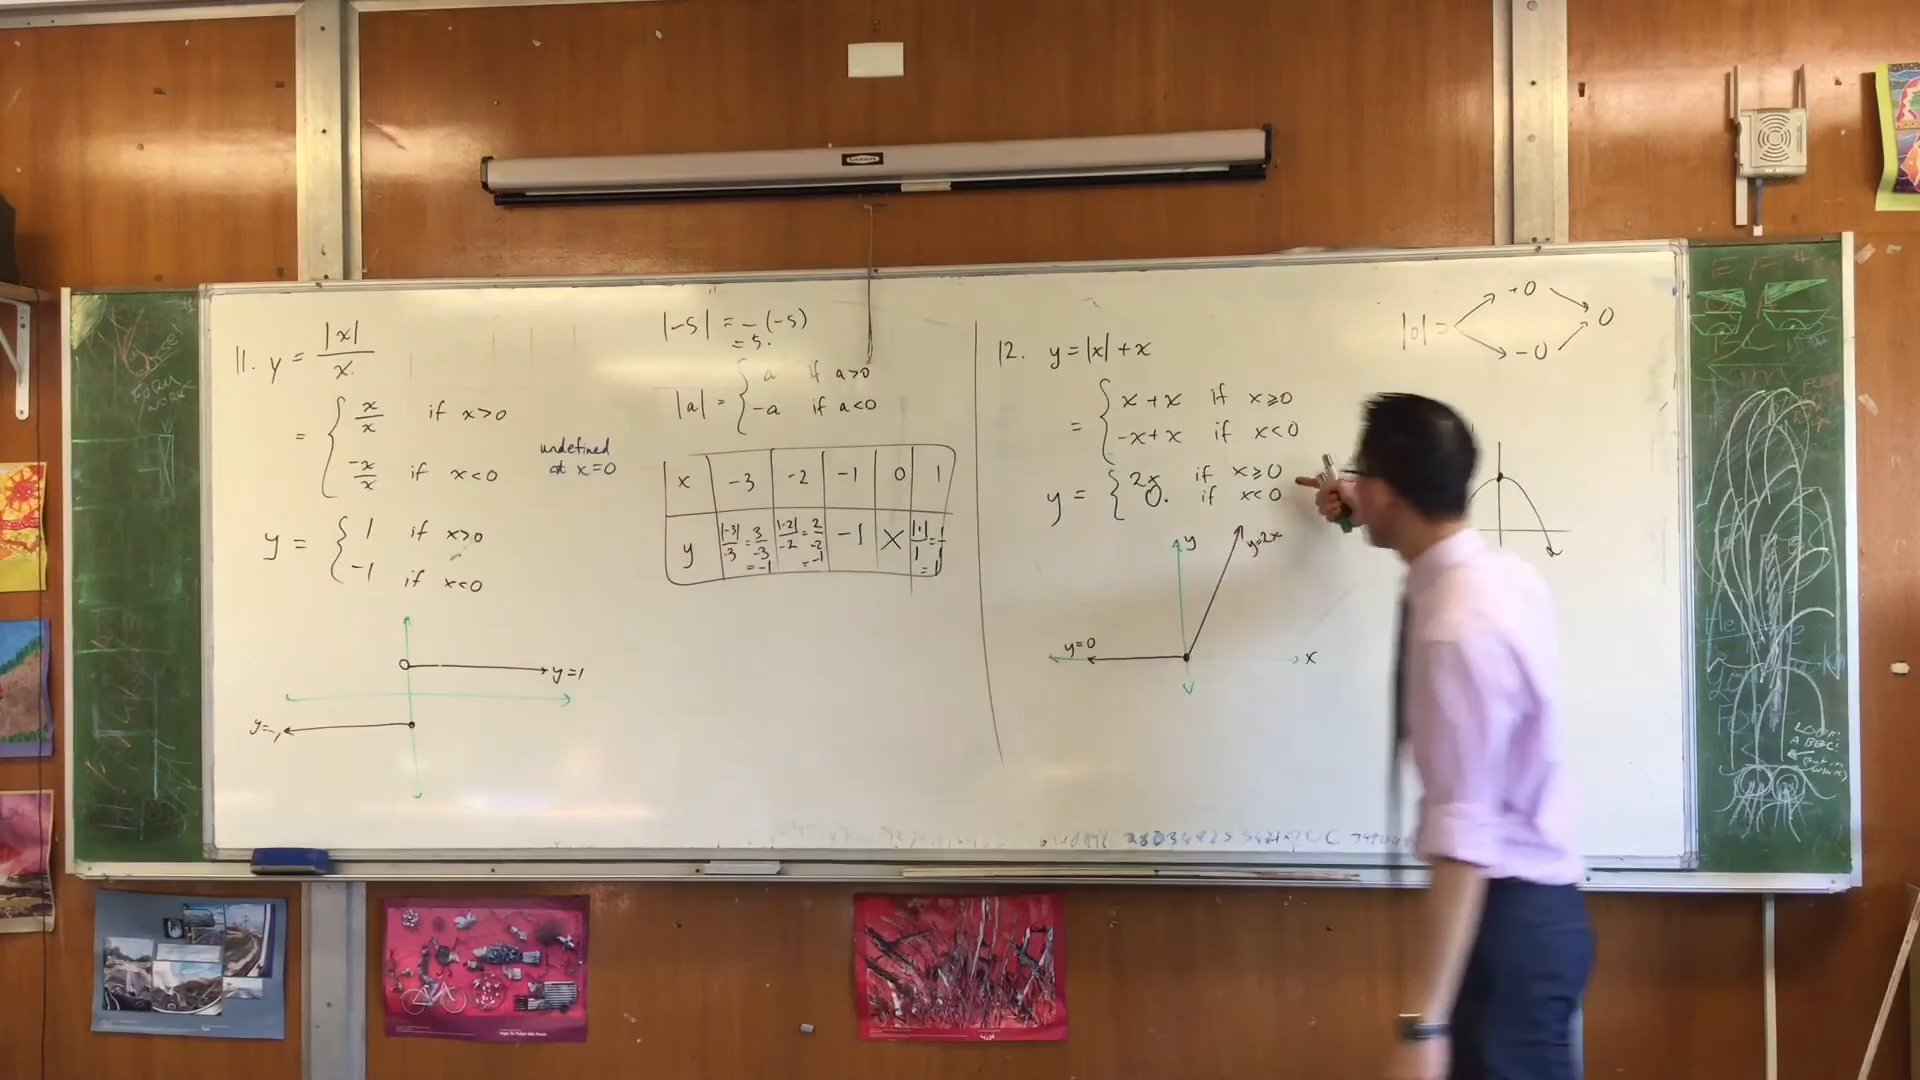 11. y = |x|/x
= { x/x if x>0
-x/x if x<0
undefined
at x=0
y = { 1 if x>0
-1 if x<0
y=1
y=-1
|-5| = -(-5)
= 5.
|a| = { a if a>0
-a if a<0
x -3 -2 -1 0 1
y |-3|/-3 = 3/-3 = -1 |-2|/-2 = 2/-2 = -1 -1 X |1|/1 = 1/1 = 1
12. y = |x| + x
= { x+x if x≥0
-x+x if x<0
y = { 2x if x≥0
0. if x<0
y
y=2x
y=0
x
|0| = +0 0
-0
LOOK!
A BBC!